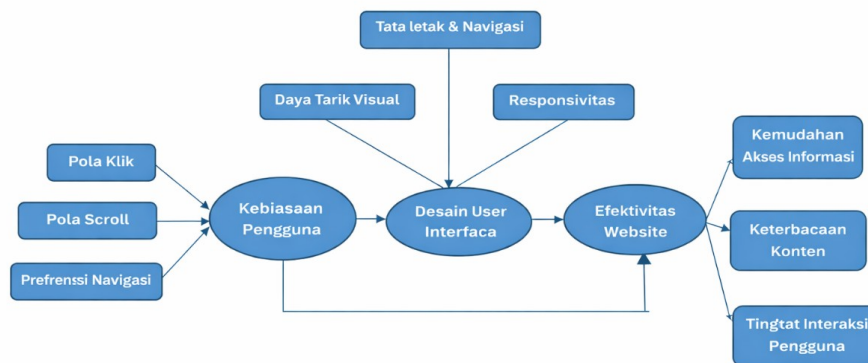 Tata letak & Navigasi
Daya Tarik Visual
Responsivitas
Pola Klik
Pola Scroll
Prefrenssi Navigasi
Kebiasaan
Pengguna
Desain User
Interfaca
Efektivitas
Website
Kemudahan
Akses Informasi
Keterbacaan
Konten
Tingtat Interaksi
Pengguna